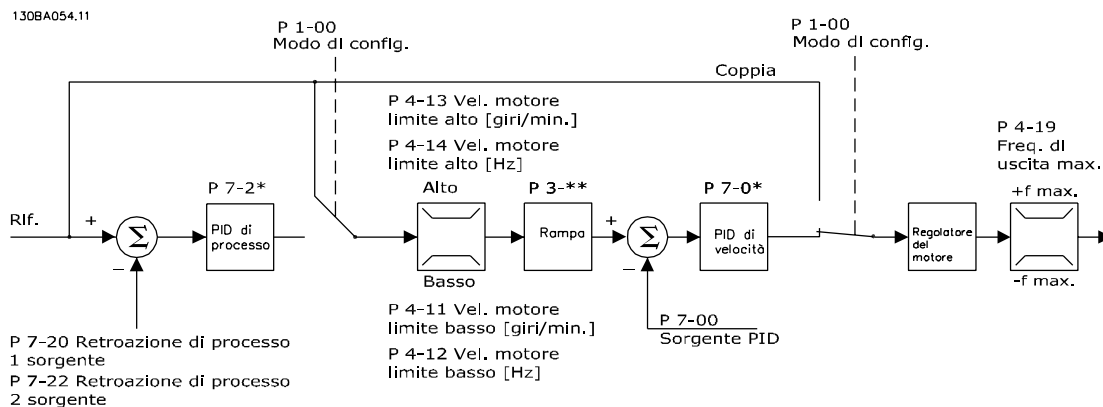 130BA054.11
P 1-00
Modo di config.
P 1-00
Modo di config.
Coppia
P 4-13 Vel. motore
limite alto [giri/min.]
P 4-14 Vel. motore
limite alto [Hz]
P 4-19
Freq. di
uscita max.
P 7-2*
Alto
P 3-**
P 7-0*
+f max.
Rif.
+
Σ
PID di
processo
Rampa
+
Σ
PID di
velocità
Regolatore
del
motore
_
_
Basso
-f max.
P 7-20 Retroazione di processo
1 sorgente
P 7-22 Retroazione di processo
2 sorgente
P 4-11 Vel. motore
limite basso [giri/min.]
P 4-12 Vel. motore
limite basso [Hz]
P 7-00
Sorgente PID